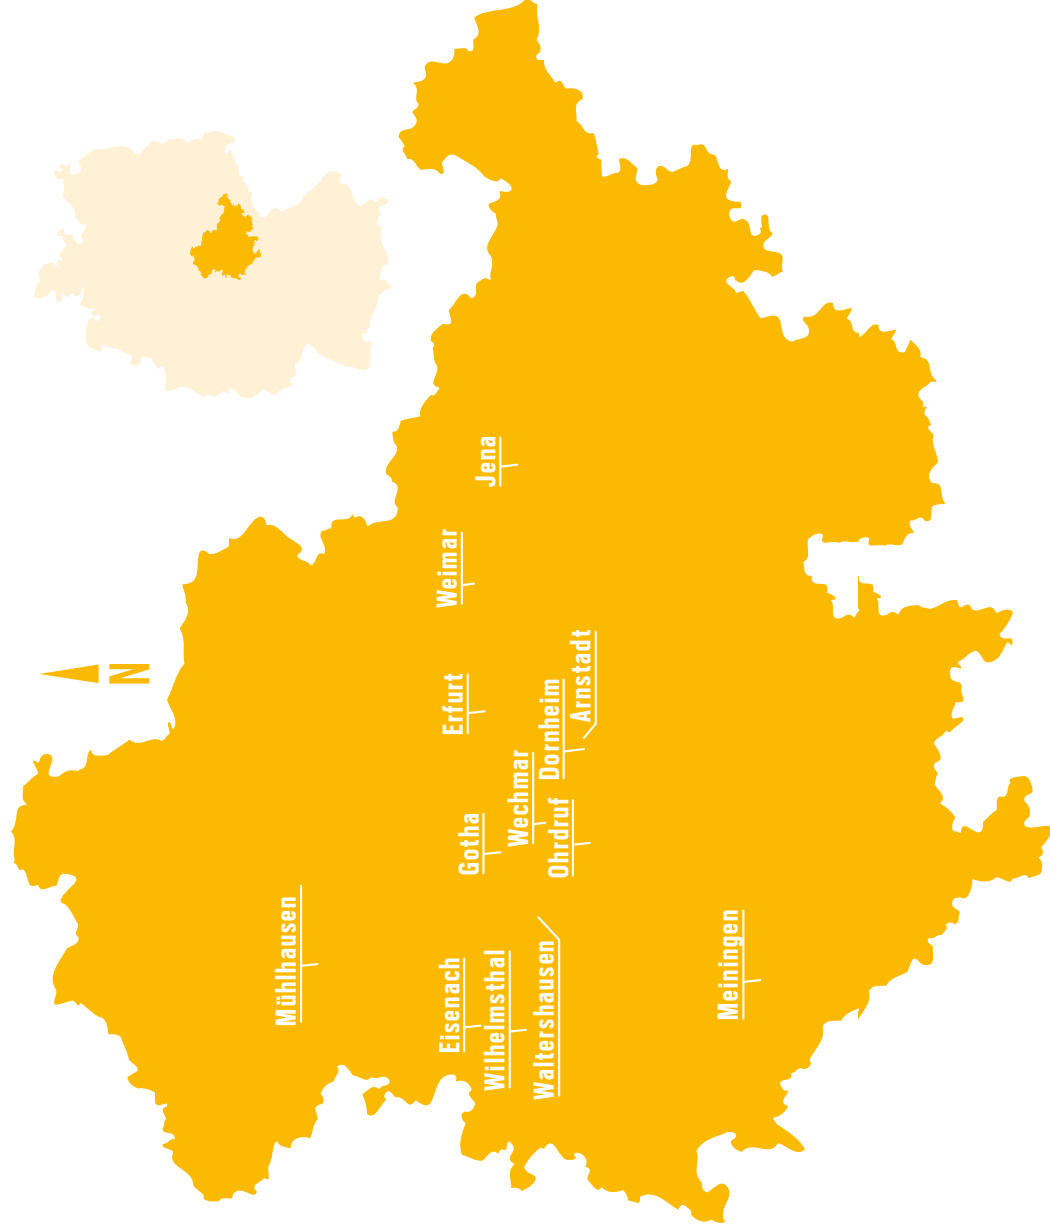 N
Mühlhausen
Eisenach
Wilhelmsthal
Waltershausen
Gotha
Wechmar
Ohrdruf
Dornheim
Arnstadt
Erfurt
Weimar
Jena
Meiningen